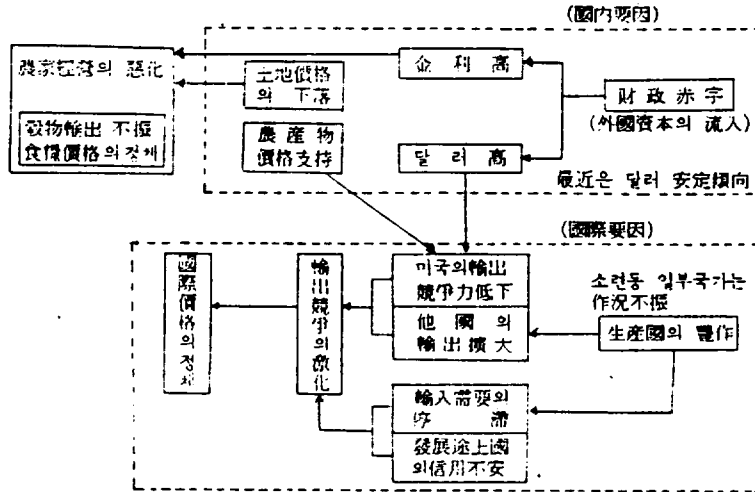 (國內要因)
農家經營의 惡化
穀物輸出 不振
食糧價格의 정체
土地價格
의 下落
農産物
價格支持
金利高
달러 高
財政赤字
(外國資本의 流入)
最近은 달러 安定傾向
(國際要因)
國際價格의 정체
輸出競爭의 激化
미국의 輸出
競爭力低下
他國의
輸出擴大
輸入需要의
停滯
發展途上國
의 信用不安
소련等 일부국가는
作況不振
生産國의 豊作